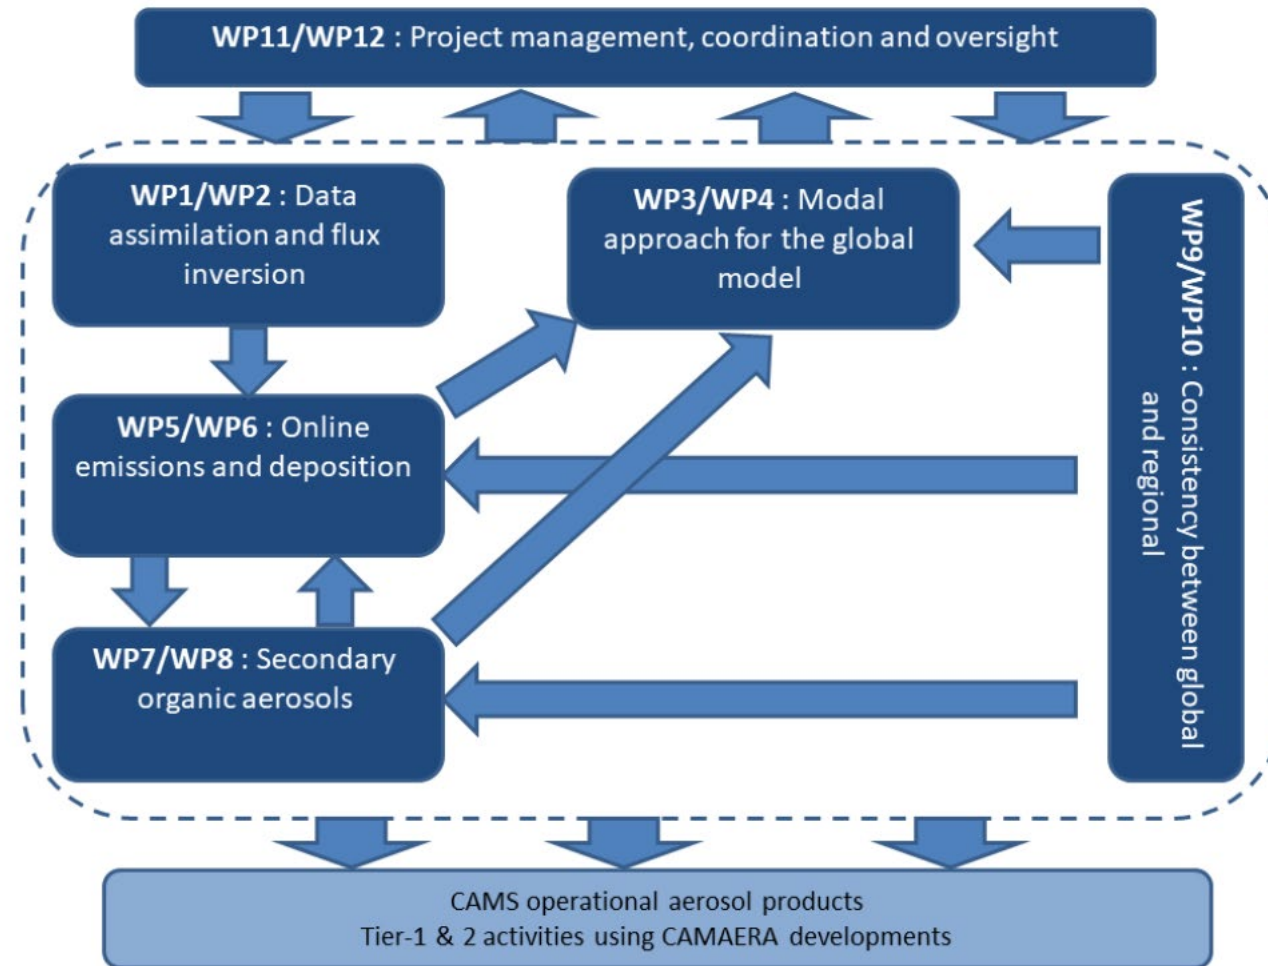 WP11/WP12 : Project management, coordination and oversight
WP1/WP2 : Data
assimilation and flux
inversion
WP3/WP4 : Modal
approach for the global
model
WP5/WP6 : Online
emissions and deposition
WP7/WP8 : Secondary
organic aerosols
WP9/WP10 : Consistency between global
and regional
CAMS operational aerosol products
Tier-1 & 2 activities using CAMAERA developments